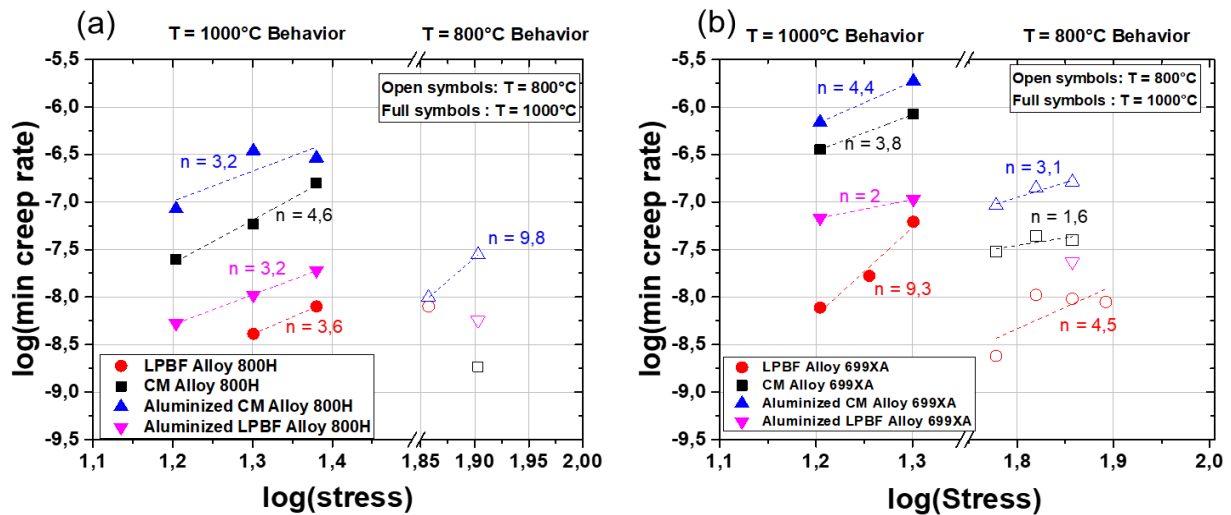 (a)
T = 1000°C Behavior
T = 800°C Behavior
Open symbols: T = 800°C
Full symbols : T = 1000°C
-5,5
-6,0
-6,5
-7,0
-7,5
-8,0
-8,5
-9,0
-9,5
log(min creep rate)
n = 3,2
n = 4,6
n = 3,2
n = 3,6
n = 9,8
LPBF Alloy 800H
CM Alloy 800H
Aluminized CM Alloy 800H
Aluminized LPBF Alloy 800H
1,1
1,2
1,3
1,4
1,85
1,90
1,95
2,00
log(stress)
(b)
T = 1000°C Behavior
T = 800°C Behavior
Open symbols: T = 800°C
Full symbols : T = 1000°C
-5,5
-6,0
-6,5
-7,0
-7,5
-8,0
-8,5
-9,0
-9,5
log(min creep rate)
n = 4,4
n = 3,8
n = 2
n = 9,3
n = 3,1
n = 1,6
n = 4,5
LPBF Alloy 699XA
CM Alloy 699XA
Aluminized CM Alloy 699XA
Aluminized LPBF Alloy 699XA
1,1
1,2
1,3
1,8
1,9
2,0
log(Stress)